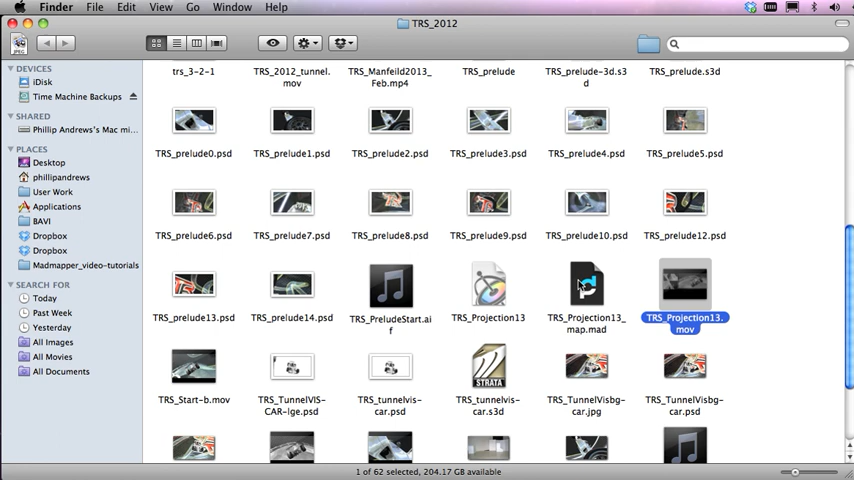 Finder File Edit View Go Window Help
TRS_2012
JPEG
DEVICES
iDisk
Time Machine Backups
SHARED
Phillip Andrews's Mac mi...
PLACES
Desktop
phillipandrews
User Work
Applications
BAVI
Dropbox
Dropbox
Madmapper_video-tutorials
SEARCH FOR
Today
Past Week
Yesterday
All Images
All Movies
All Documents
trs_3-2-1 TRS_2012_tunnel. TRS_Manfeild2013_ TRS_prelude TRS_prelude-3d.s3 TRS_prelude.s3d
mov Feb.mp4 d
TRS_prelude0.psd TRS_prelude1.psd TRS_prelude2.psd TRS_prelude3.psd TRS_prelude4.psd TRS_prelude5.psd
TRS_prelude6.psd TRS_prelude7.psd TRS_prelude8.psd TRS_prelude9.psd TRS_prelude10.psd TRS_prelude12.psd
TRS_prelude13.psd TRS_prelude14.psd TRS_PreludeStart.ai TRS_Projection13 TRS_Projection13_ TRS_Projection13.
f map.mad mov
STRATA
TRS_Start-b.mov TRS_TunnelVIS- TRS_tunnelvis- TRS_tunnelvis- TRS_TunnelVisbg- TRS_TunnelVisbg-
CAR-lge.psd car.psd car.s3d car.jpg car.psd
1 of 62 selected, 204.17 GB available